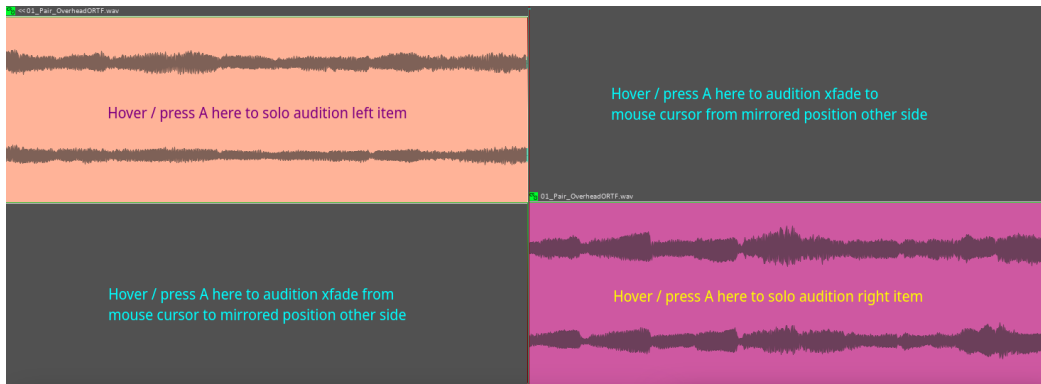 <<01_Pair_OverheadORTF.wav
Hover / press A here to solo audition left item
Hover / press A here to audition xfade to
mouse cursor from mirrored position other side
01_Pair_OverheadORTF.wav
Hover / press A here to audition xfade from
mouse cursor to mirrored position other side
Hover / press A here to solo audition right item